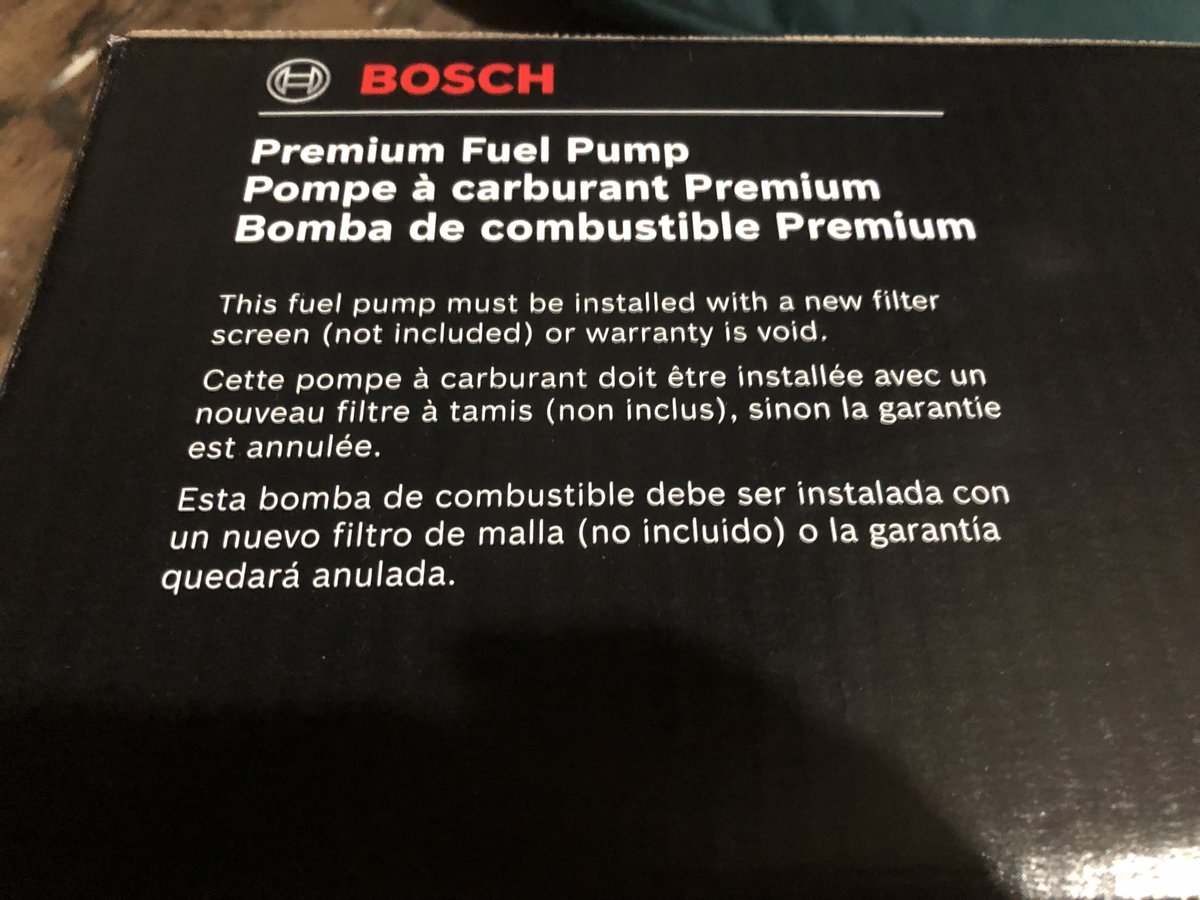 BOSCH
Premium Fuel Pump
Pompe à carburant Premium
Bomba de combustible Premium
This fuel pump must be installed with a new filter
screen (not included) or warranty is void.
Cette pompe à carburant doit être installée avec un
nouveau filtre à tamis (non inclus), sinon la garantie
est annulée.
Esta bomba de combustible debe ser instalada con
un nuevo filtro de malla (no incluido) o la garantía
quedará anulada.